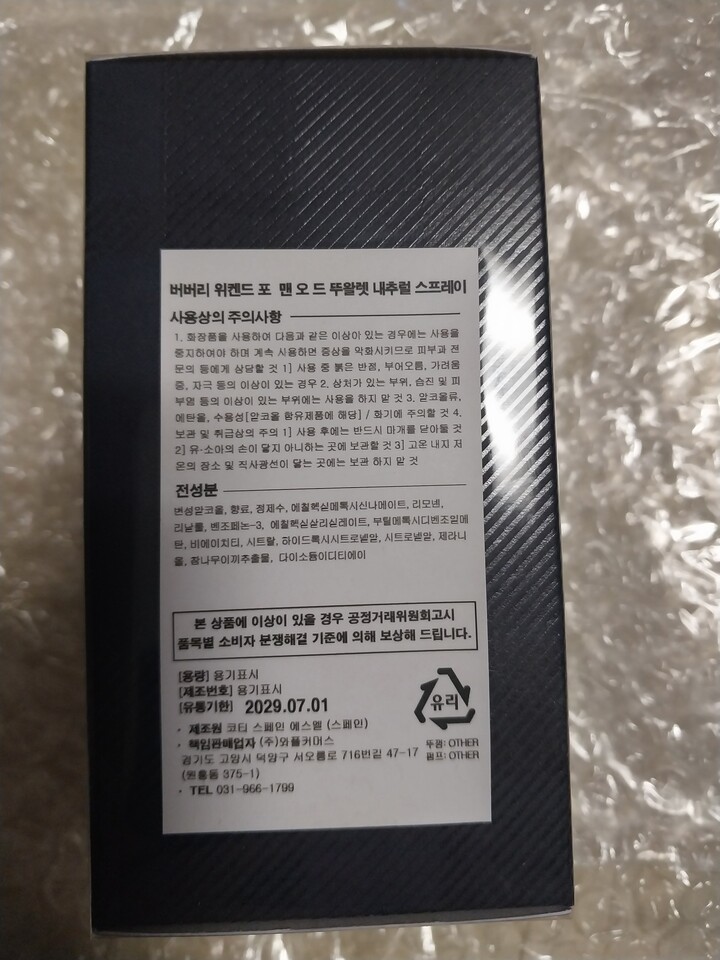 버버리 위켄드 포 맨 오 드 뚜왈렛 내추럴 스프레이
사용상의 주의사항
1. 화장품을 사용하여 다음과 같은 이상이 있는 경우에는 사용을
중지하여야 하며 계속 사용하면 증상을 악화시키므로 피부과 전
문의 등에게 상담할 것 1] 사용 중 붉은 반점, 부어오름, 가려움
증, 자극 등의 이상이 있는 경우 2. 상처가 있는 부위, 습진 및 피
부염 등의 이상이 있는 부위에는 사용을 하지 말 것 3. 알코올류,
에탄올, 수용성[알코올 함유제품에 해당] / 화기에 주의할 것 4.
보관 및 취급상의 주의 1] 사용 후에는 반드시 마개를 닫아둘 것
2] 유·소아의 손이 닿지 아니하는 곳에 보관할 것 3] 고온 내지 저
온의 장소 및 직사광선이 닿는 곳에는 보관 하지 말 것
전성분
변성알코올, 향료, 정제수, 에칠헥실메톡시신나메이트, 리모넨,
리날룰, 벤조페논-3, 에칠헥실살리실레이트, 부틸메톡시디벤조일메
탄, 비에이치티, 시트랄, 하이드록시시트로넬알, 시트로넬올, 제라니
올, 참나무이끼추출물, 다이소듐이디티에이
본 상품에 이상이 있을 경우 공정거래위원회고시
품목별 소비자 분쟁해결 기준에 의해 보상해 드립니다.
[용량] 용기표시
[제조번호] 용기표시
[유통기한] 2029.07.01
· 제조원 코티 스페인 에스엘 (스페인)
· 책임판매업자 (주)와플커머스
경기도 고양시 덕양구 서오릉로 716번길 47-17
(원흥동 375-1)
· TEL 031-966-1799
유리
뚜껑: OTHER
펌프: OTHER